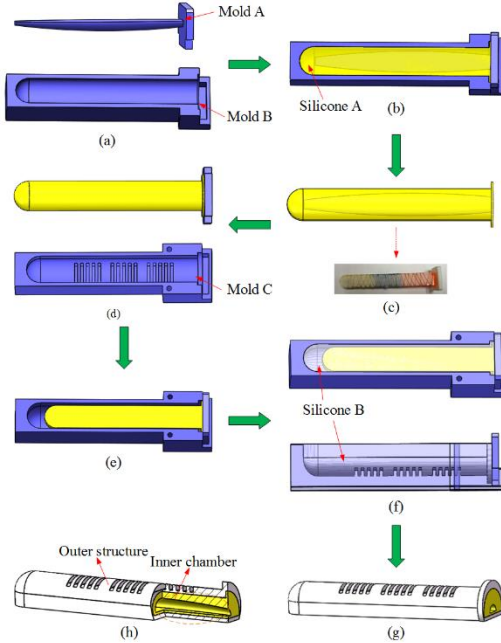 Mold A
Mold B
(a)
Silicone A
(b)
(c)
Mold C
(d)
(e)
Silicone B
(f)
(g)
Outer structure
Inner chamber
(h)